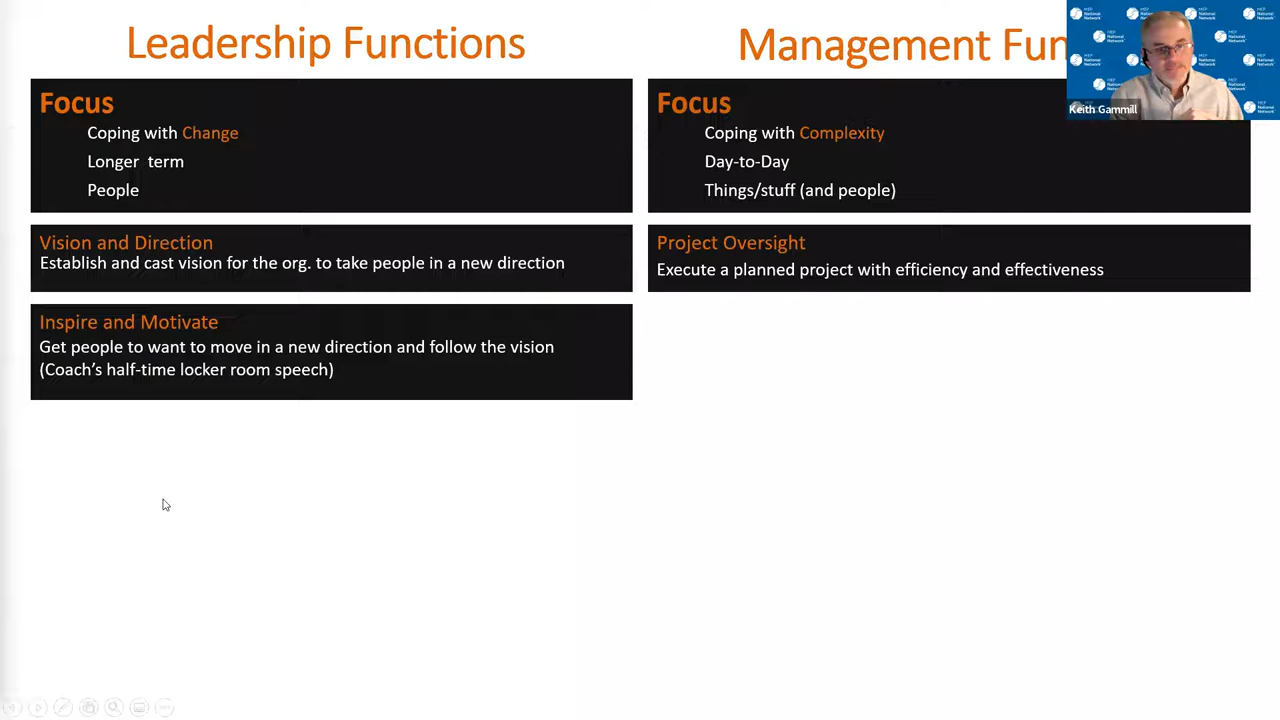 Leadership Functions
Focus
Coping with Change
Longer term
People
Vision and Direction
Establish and cast vision for the org. to take people in a new direction
Inspire and Motivate
Get people to want to move in a new direction and follow the vision
(Coach's half-time locker room speech)
Management Fun
Focus
Coping with Complexity
Day-to-Day
Things/stuff (and people)
Project Oversight
Execute a planned project with efficiency and effectiveness
MEP National Network
Keith Gammill